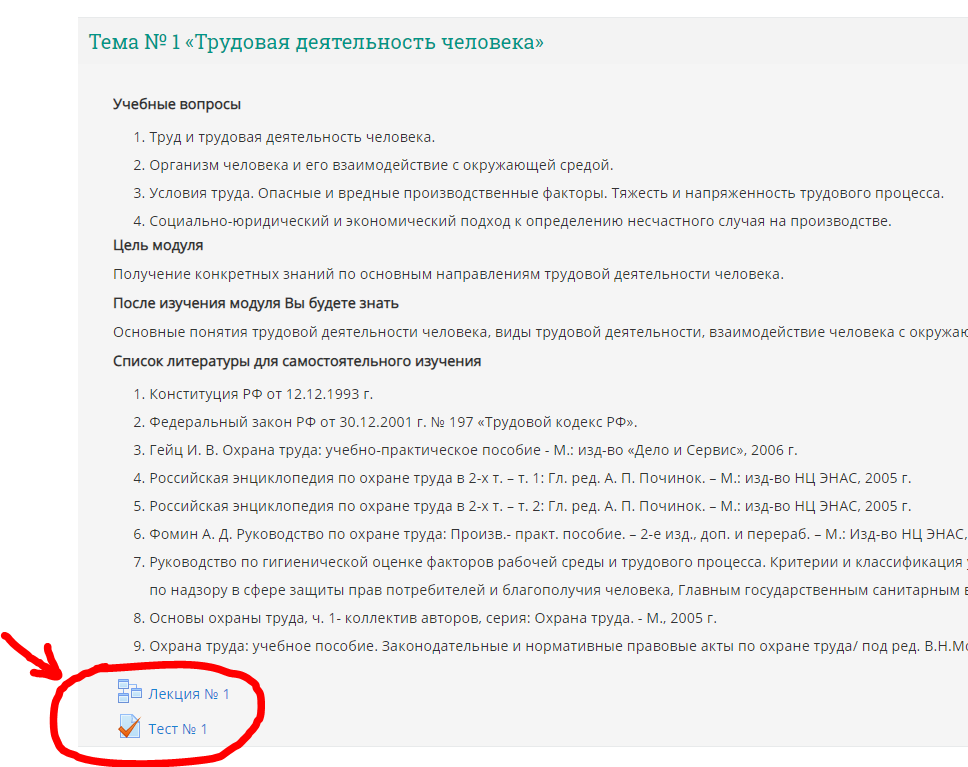 Тема № 1 «Трудовая деятельность человека»
Учебные вопросы
1. Труд и трудовая деятельность человека.
2. Организм человека и его взаимодействие с окружающей средой.
3. Условия труда. Опасные и вредные производственные факторы. Тяжесть и напряженность трудового процесса.
4. Социально-юридический и экономический подход к определению несчастного случая на производстве.
Цель модуля
Получение конкретных знаний по основным направлениям трудовой деятельности человека.
После изучения модуля Вы будете знать
Основные понятия трудовой деятельности человека, виды трудовой деятельности, взаимодействие человека с
Список литературы для самостоятельного изучения
1. Конституция РФ от 12.12.1993 г.
2. Федеральный закон РФ от 30.12.2001 г. № 197 «Трудовой кодекс РФ».
3. Гейц И. В. Охрана труда: учебно-практическое пособие - М.: изд-во «Дело и Сервис», 2006 г.
4. Российская энциклопедия по охране труда в 2-х т. – т. 1: Гл. ред. А. П. Починок. – М.: изд-во НЦ ЭНАС, 2005 г.
5. Российская энциклопедия по охране труда в 2-х т. – т. 2: Гл. ред. А. П. Починок. – М.: изд-во НЦ ЭНАС, 2005 г.
6. Фомин А. Д. Руководство по охране труда: Произв.- практ. пособие. – 2-е изд., доп. и перераб. – М.: Изд-во НЦ ЭНАС,
7. Руководство по гигиенической оценке факторов рабочей среды и трудового процесса. Критерии и классификация
по надзору в сфере защиты прав потребителей и благополучия человека, Главным государственным санитарным
8. Основы охраны труда, ч. 1- коллектив авторов, серия: Охрана труда. - М., 2005 г.
9. Охрана труда: учебное пособие. Законодательные и нормативные правовые акты по охране труда/ под ред.
Лекция № 1
Тест № 1